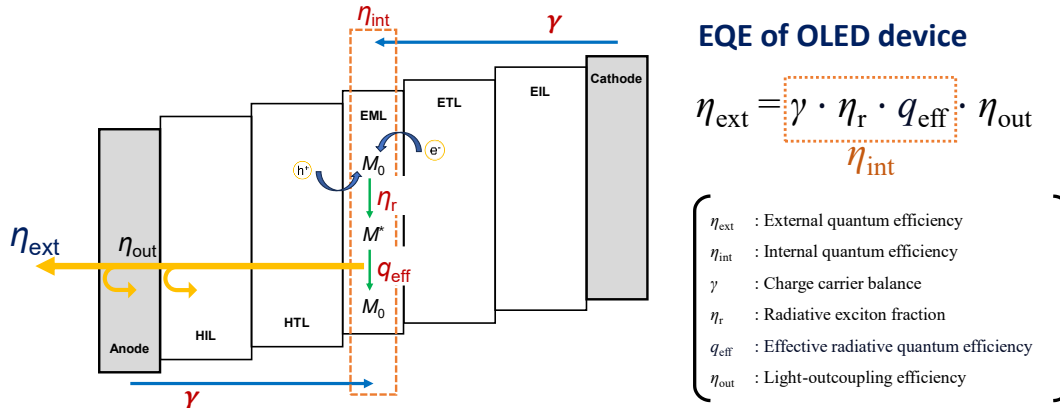 η_int
γ
Cathode
EIL
ETL
EML
e⁻
h⁺
M₀
η_r
M*
q_eff
M₀
η_ext
η_out
HTL
HIL
Anode
γ
EQE of OLED device
η_ext = γ · η_r · q_eff · η_out
η_int
η_ext : External quantum efficiency
η_int : Internal quantum efficiency
γ : Charge carrier balance
η_r : Radiative exciton fraction
q_eff : Effective radiative quantum efficiency
η_out : Light-outcoupling efficiency